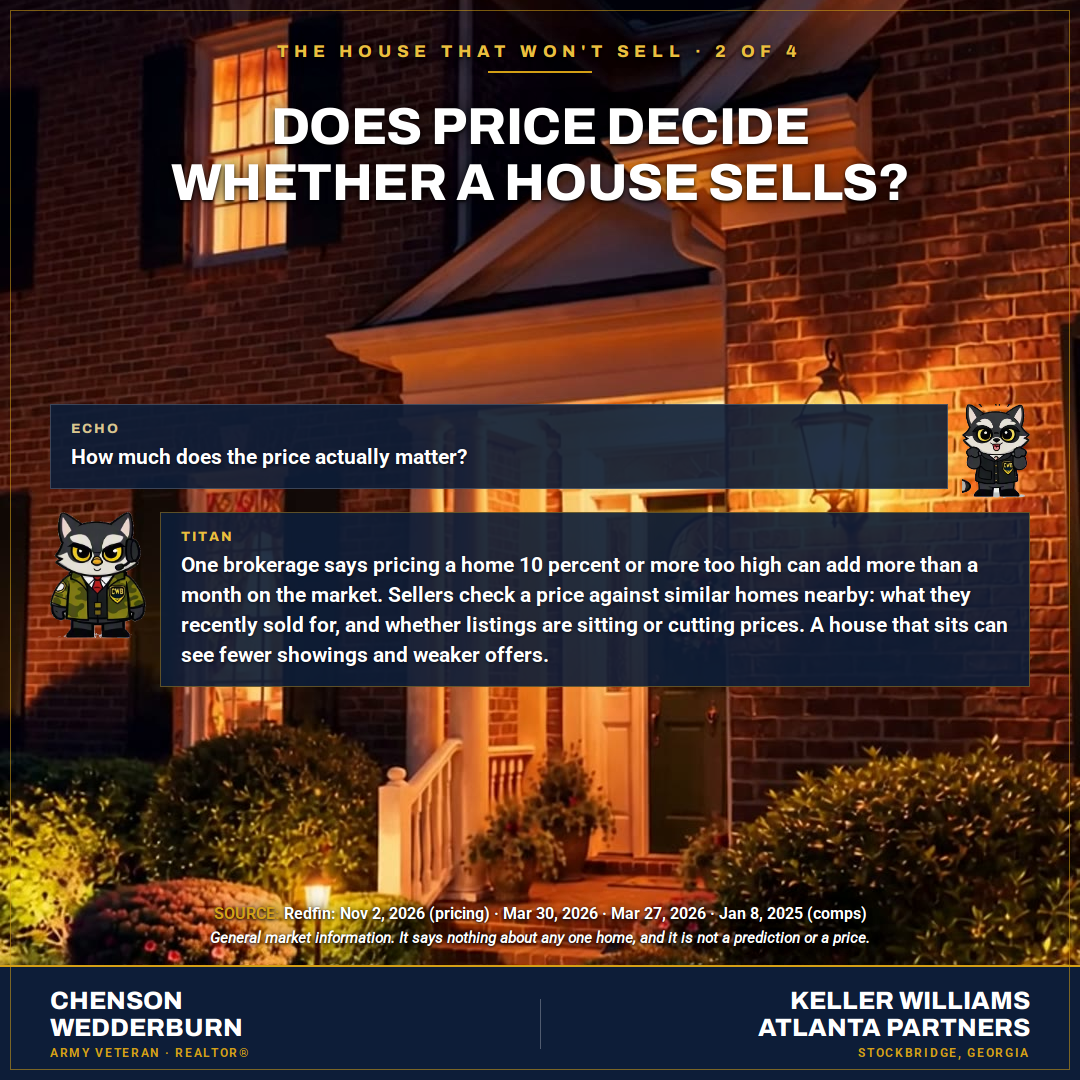 THE HOUSE THAT WON'T SELL · 2 OF 4
DOES PRICE DECIDE
WHETHER A HOUSE SELLS?
ECHO
How much does the price actually matter?
CWB
TITAN
One brokerage says pricing a home 10 percent or more too high can add more than a
month on the market. Sellers check a price against similar homes nearby: what they
recently sold for, and whether listings are sitting or cutting prices. A house that sits can
see fewer showings and weaker offers.
CWB
SOURCE Redfin: Nov 2, 2026 (pricing) · Mar 30, 2026 · Mar 27, 2026 · Jan 8, 2025 (comps)
General market information. It says nothing about any one home, and it is not a prediction or a price.
CHENSON
WEDDERBURN
ARMY VETERAN · REALTOR®
KELLER WILLIAMS
ATLANTA PARTNERS
STOCKBRIDGE, GEORGIA